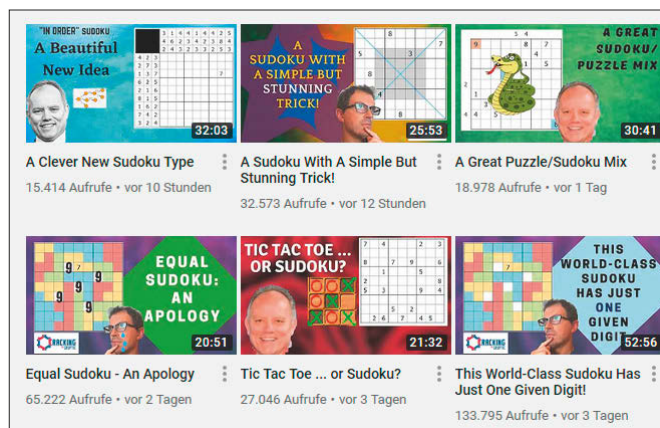 "IN ORDER" SUDOKU
A Beautiful
New Idea
32:03
A
SUDOKU WITH
A SIMPLE BUT
STUNNING
TRICK!
25:53
A GREAT
SUDOKU/
PUZZLE MIX
30:41
A Clever New Sudoku Type
15.414 Aufrufe • vor 10 Stunden
A Sudoku With A Simple But
Stunning Trick!
32.573 Aufrufe • vor 12 Stunden
A Great Puzzle/Sudoku Mix
18.978 Aufrufe • vor 1 Tag
EQUAL
SUDOKU:
AN
APOLOGY
20:51
TIC TAC TOE ...
OR SUDOKU?
21:32
THIS
WORLD-CLASS
SUDOKU
HAS JUST
ONE
GIVEN
DIGIT
52:56
Equal Sudoku - An Apology
65.222 Aufrufe • vor 2 Tagen
Tic Tac Toe ... or Sudoku?
27.046 Aufrufe • vor 3 Tagen
This World-Class Sudoku Has
Just One Given Digit!
133.795 Aufrufe • vor 3 Tagen